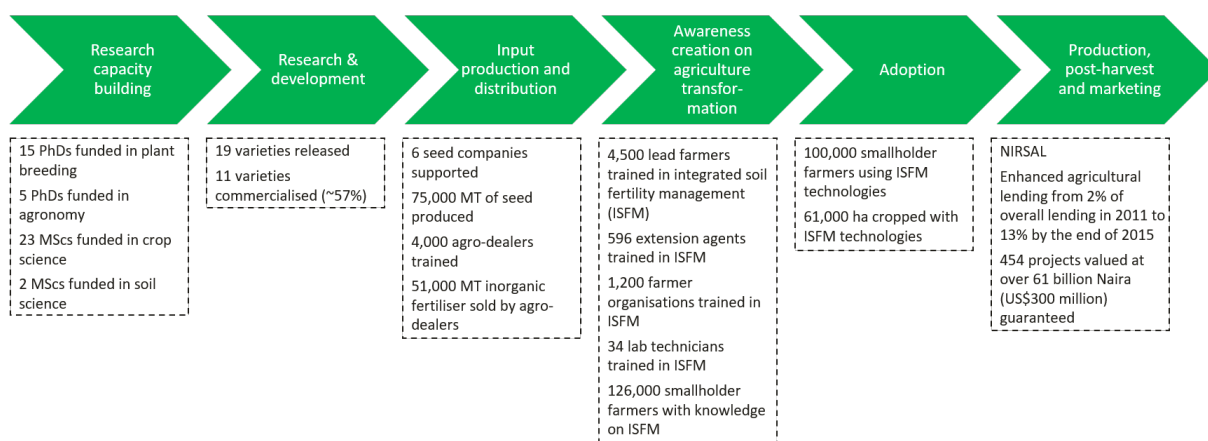 Research
capacity
building
Research &
development
Input
production and
distribution
Awareness
creation on
agriculture
transfor-
mation
Adoption
Production,
post-harvest
and marketing
15 PhDs funded in plant
breeding
5 PhDs funded in
agronomy
23 MScs funded in crop
science
2 MScs funded in soil
science
19 varieties released
11 varieties
commercialised (~57%)
6 seed companies
supported
75,000 MT of seed
produced
4,000 agro-dealers
trained
51,000 MT inorganic
fertiliser sold by agro-
dealers
4,500 lead farmers
trained in integrated soil
fertility management
(ISFM)
596 extension agents
trained in ISFM
1,200 farmer
organisations trained in
ISFM
34 lab technicians
trained in ISFM
126,000 smallholder
farmers with knowledge
on ISFM
100,000 smallholder
farmers using ISFM
technologies
61,000 ha cropped with
ISFM technologies
NIRSAL
Enhanced agricultural
lending from 2% of
overall lending in 2011 to
13% by the end of 2015
454 projects valued at
over 61 billion Naira
(US$300 million)
guaranteed